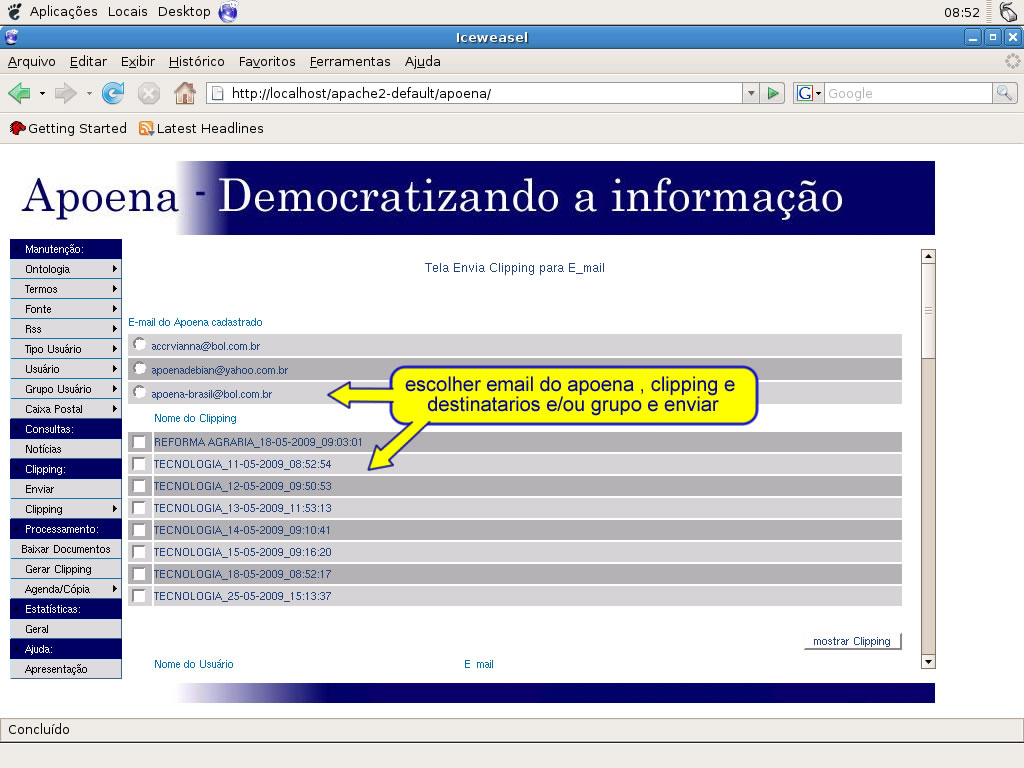 Aplicações Locais Desktop 08:52
Iceweasel
Arquivo Editar Exibir Histórico Favoritos Ferramentas Ajuda
http://localhost/apache2-default/apoena/ G Google
Getting Started Latest Headlines
Apoena - Democratizando a informação
Manutenção:
Ontologia
Termos
Fonte
Rss
Tipo Usuário
Usuário
Grupo Usuário
Caixa Postal
Consultas:
Notícias
Clipping:
Enviar
Clipping
Processamento:
Baixar Documentos
Gerar Clipping
Agenda/Cópia
Estatísticas:
Geral
Ajuda:
Apresentação
Tela Envia Clipping para E_mail
E-mail do Apoena cadastrado
accrvianna@bol.com.br
apoenadebian@yahoo.com.br
apoena-brasil@bol.com.br
escolher email do apoena , clipping e
destinatarios e/ou grupo e enviar
Nome do Clipping
REFORMA AGRARIA_18-05-2009_09:03:01
TECNOLOGIA_11-05-2009_08:52:54
TECNOLOGIA_12-05-2009_09:50:53
TECNOLOGIA_13-05-2009_11:53:13
TECNOLOGIA_14-05-2009_09:10:41
TECNOLOGIA_15-05-2009_09:16:20
TECNOLOGIA_18-05-2009_08:52:17
TECNOLOGIA_25-05-2009_15:13:37
mostrar Clipping
Nome do Usuário E mail
Concluído